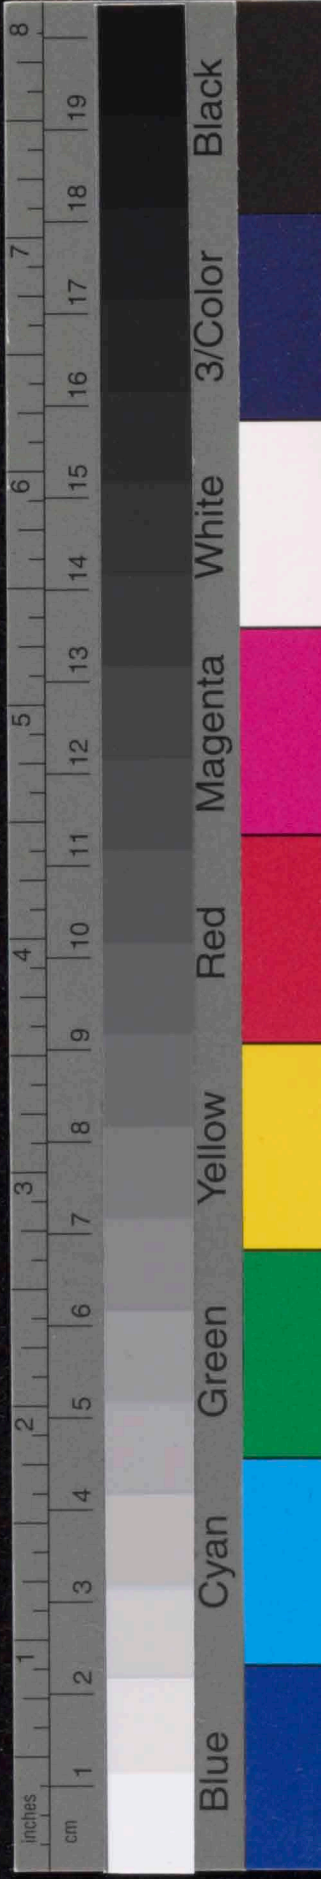 inches 1 2 3 4 5 6 7 8
cm 1 2 3 4 5 6 7 8 9 10 11 12 13 14 15 16 17 18 19
Blue Cyan Green Yellow Red Magenta White 3/Color Black